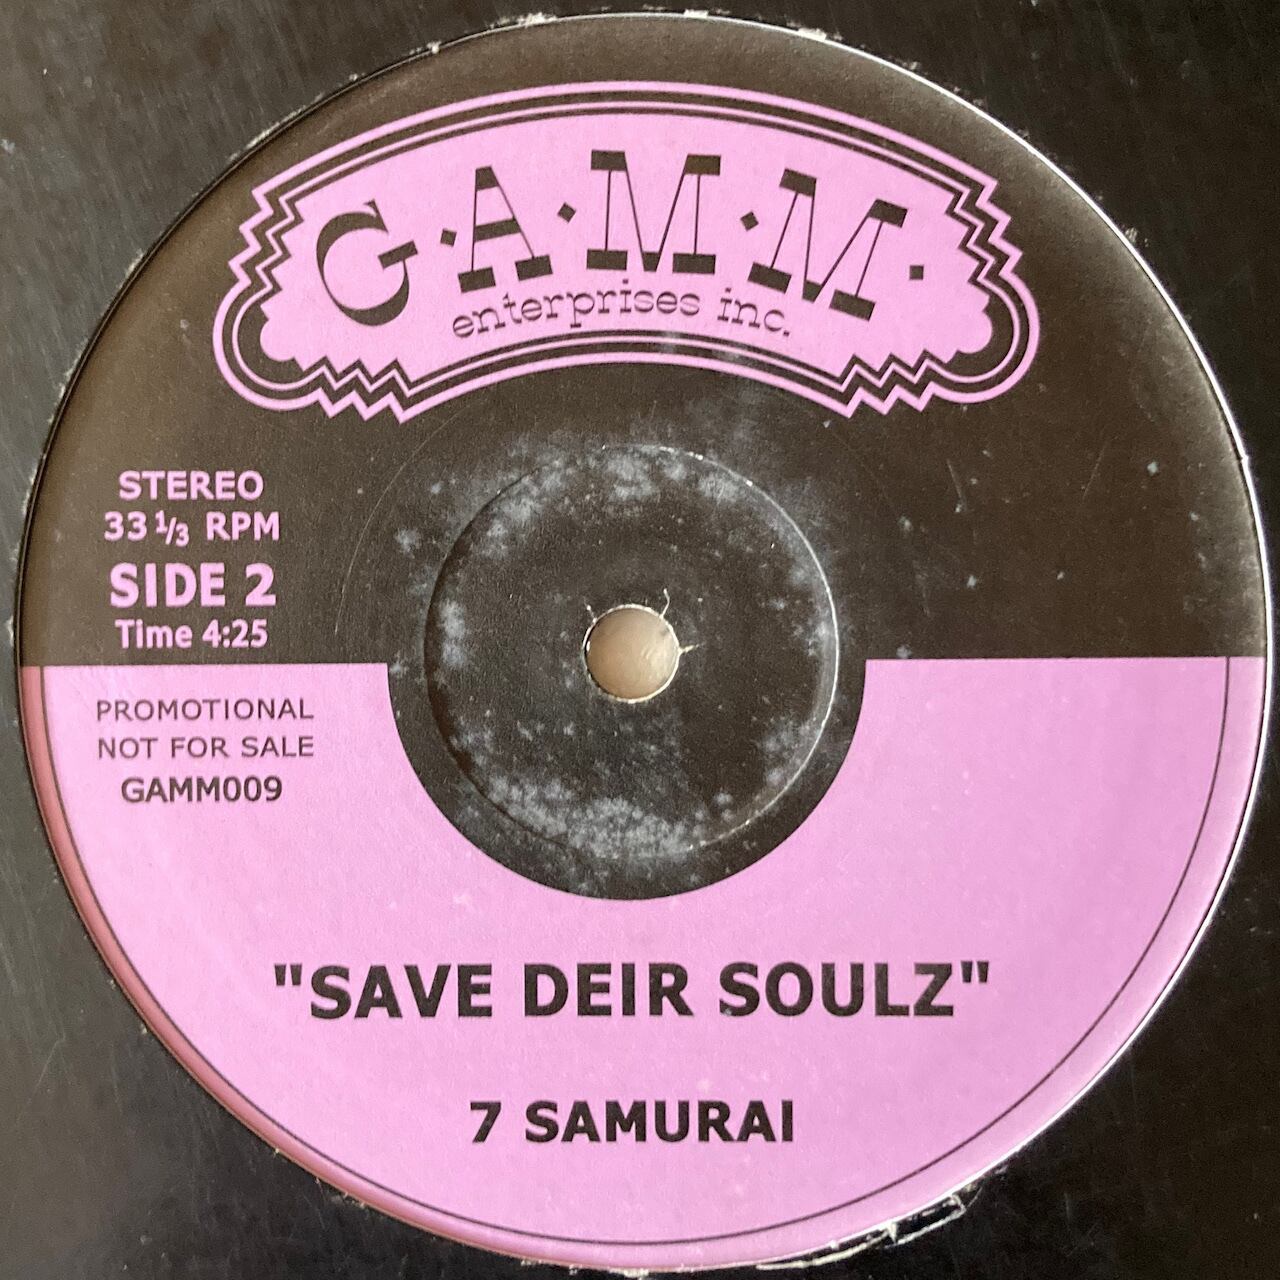 G·A·M·M·
enterprises inc.
STEREO
33 1/3 RPM
SIDE 2
Time 4:25
PROMOTIONAL
NOT FOR SALE
GAMM009
"SAVE DEIR SOULZ"
7 SAMURAI